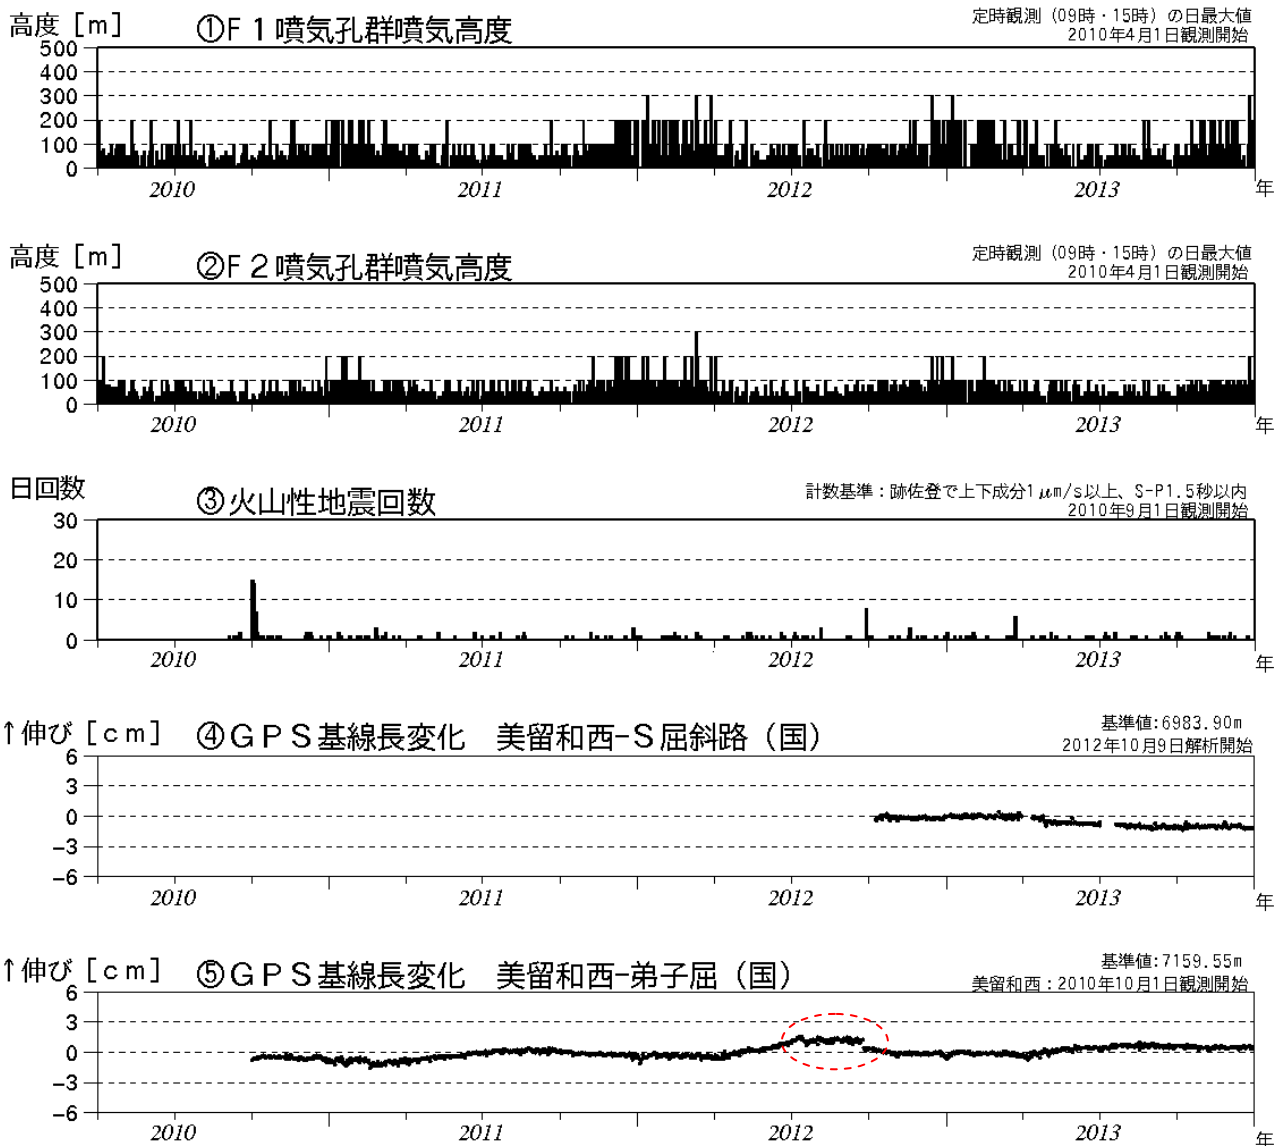 高度［m］ ①F１噴気孔群噴気高度 定時観測（09時・15時）の日最大値
2010年4月1日観測開始
500
400
300
200
100
0
2010 2011 2012 2013 年
高度［m］ ②F２噴気孔群噴気高度 定時観測（09時・15時）の日最大値
2010年4月1日観測開始
500
400
300
200
100
0
2010 2011 2012 2013 年
日回数 ③火山性地震回数 計数基準：跡佐登で上下成分1μm/s以上、S-P1.5秒以内
2010年9月1日観測開始
30
20
10
0
2010 2011 2012 2013 年
↑伸び［cm］ ④ＧＰＳ基線長変化　美留和西-Ｓ屈斜路（国） 基準値:6983.90m
2012年10月9日解析開始
6
3
0
-3
-6
2010 2011 2012 2013 年
↑伸び［cm］ ⑤ＧＰＳ基線長変化　美留和西-弟子屈（国） 基準値:7159.55m
美留和西：2010年10月1日観測開始
6
3
0
-3
-6
2010 2011 2012 2013 年